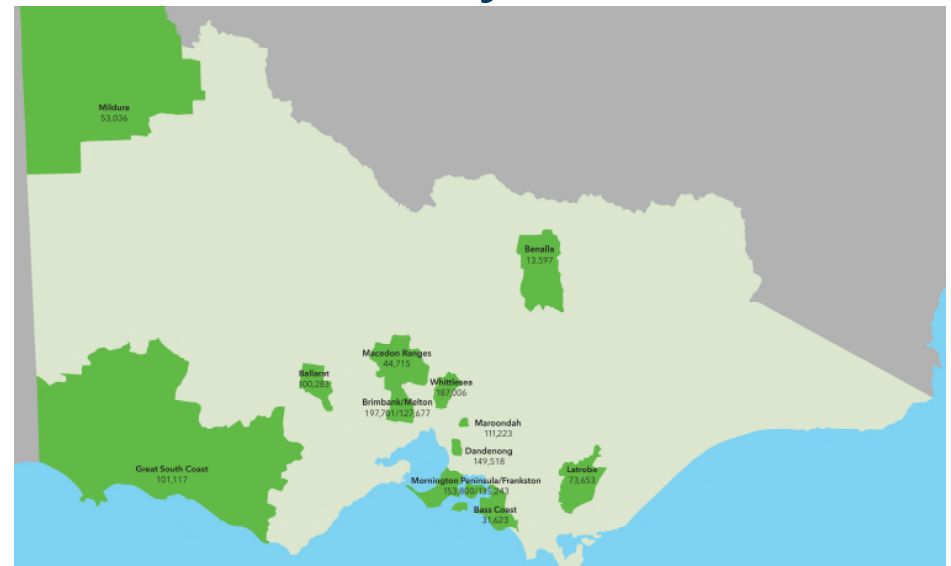 Mildura
53,036
Benalla
13,597
Macedon Ranges
44,715
Ballarat
100,283
Whittlesea
187,006
Brimbank/Melton
197,701/127,677
Maroondah
111,223
Dandenong
149,518
Great South Coast
101,117
Latrobe
73,653
Mornington Peninsula/Frankston
153,800/135,243
Bass Coast
31,623